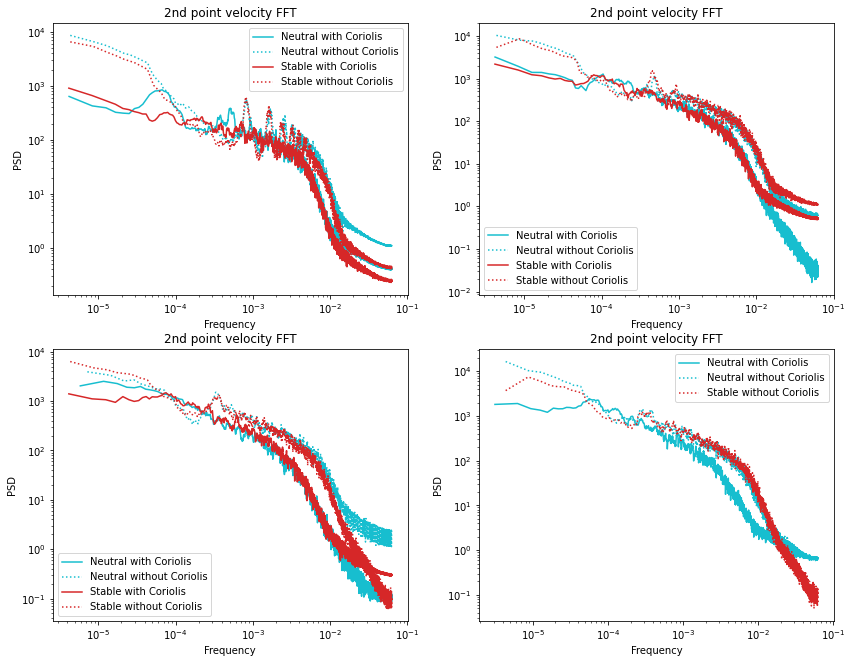 2nd point velocity FFT
PSD
10⁴
10³
10²
10¹
10⁰
Neutral with Coriolis
Neutral without Coriolis
Stable with Coriolis
Stable without Coriolis
10⁻⁵
10⁻⁴
10⁻³
10⁻²
10⁻¹
Frequency
2nd point velocity FFT
PSD
10⁴
10³
10²
10¹
10⁰
10⁻¹
10⁻²
Neutral with Coriolis
Neutral without Coriolis
Stable with Coriolis
Stable without Coriolis
10⁻⁵
10⁻⁴
10⁻³
10⁻²
10⁻¹
Frequency
2nd point velocity FFT
PSD
10⁴
10³
10²
10¹
10⁰
10⁻¹
Neutral with Coriolis
Neutral without Coriolis
Stable with Coriolis
Stable without Coriolis
10⁻⁵
10⁻⁴
10⁻³
10⁻²
10⁻¹
Frequency
2nd point velocity FFT
PSD
10⁴
10³
10²
10¹
10⁰
10⁻¹
Neutral with Coriolis
Neutral without Coriolis
Stable without Coriolis
10⁻⁵
10⁻⁴
10⁻³
10⁻²
10⁻¹
Frequency